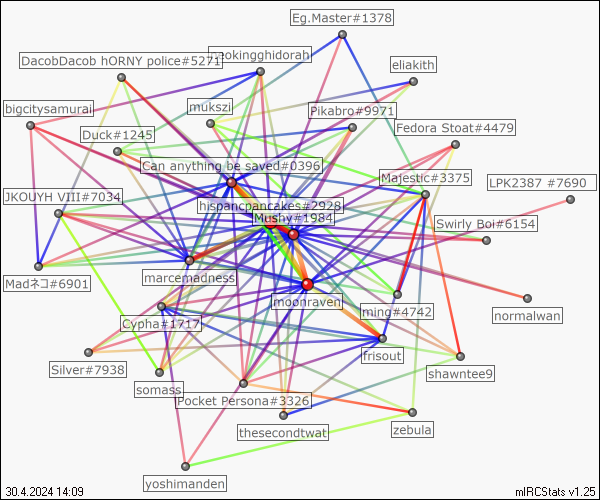 Eg.Master#1378
DacobDacob hORNY police#5271
eliakith
bigcitysamurai
mukszi
Pikabro#9971
Duck#1245
Fedora Stoat#4479
Can anything be saved#0396
Majestic#3375
LPK2387 #7690
JKOUYH VIII#7034
hispancpancakes#2928
Mushy#1984
Swirly Boi#6154
Madネコ#6901
marcemadness
moonraven
ming#4742
normalwan
Cypha#1717
frisout
Silver#7938
somass
shawntee9
Pocket Persona#3326
thesecondtwat
zebula
yoshimanden
30.4.2024 14:09
mIRCStats v1.25